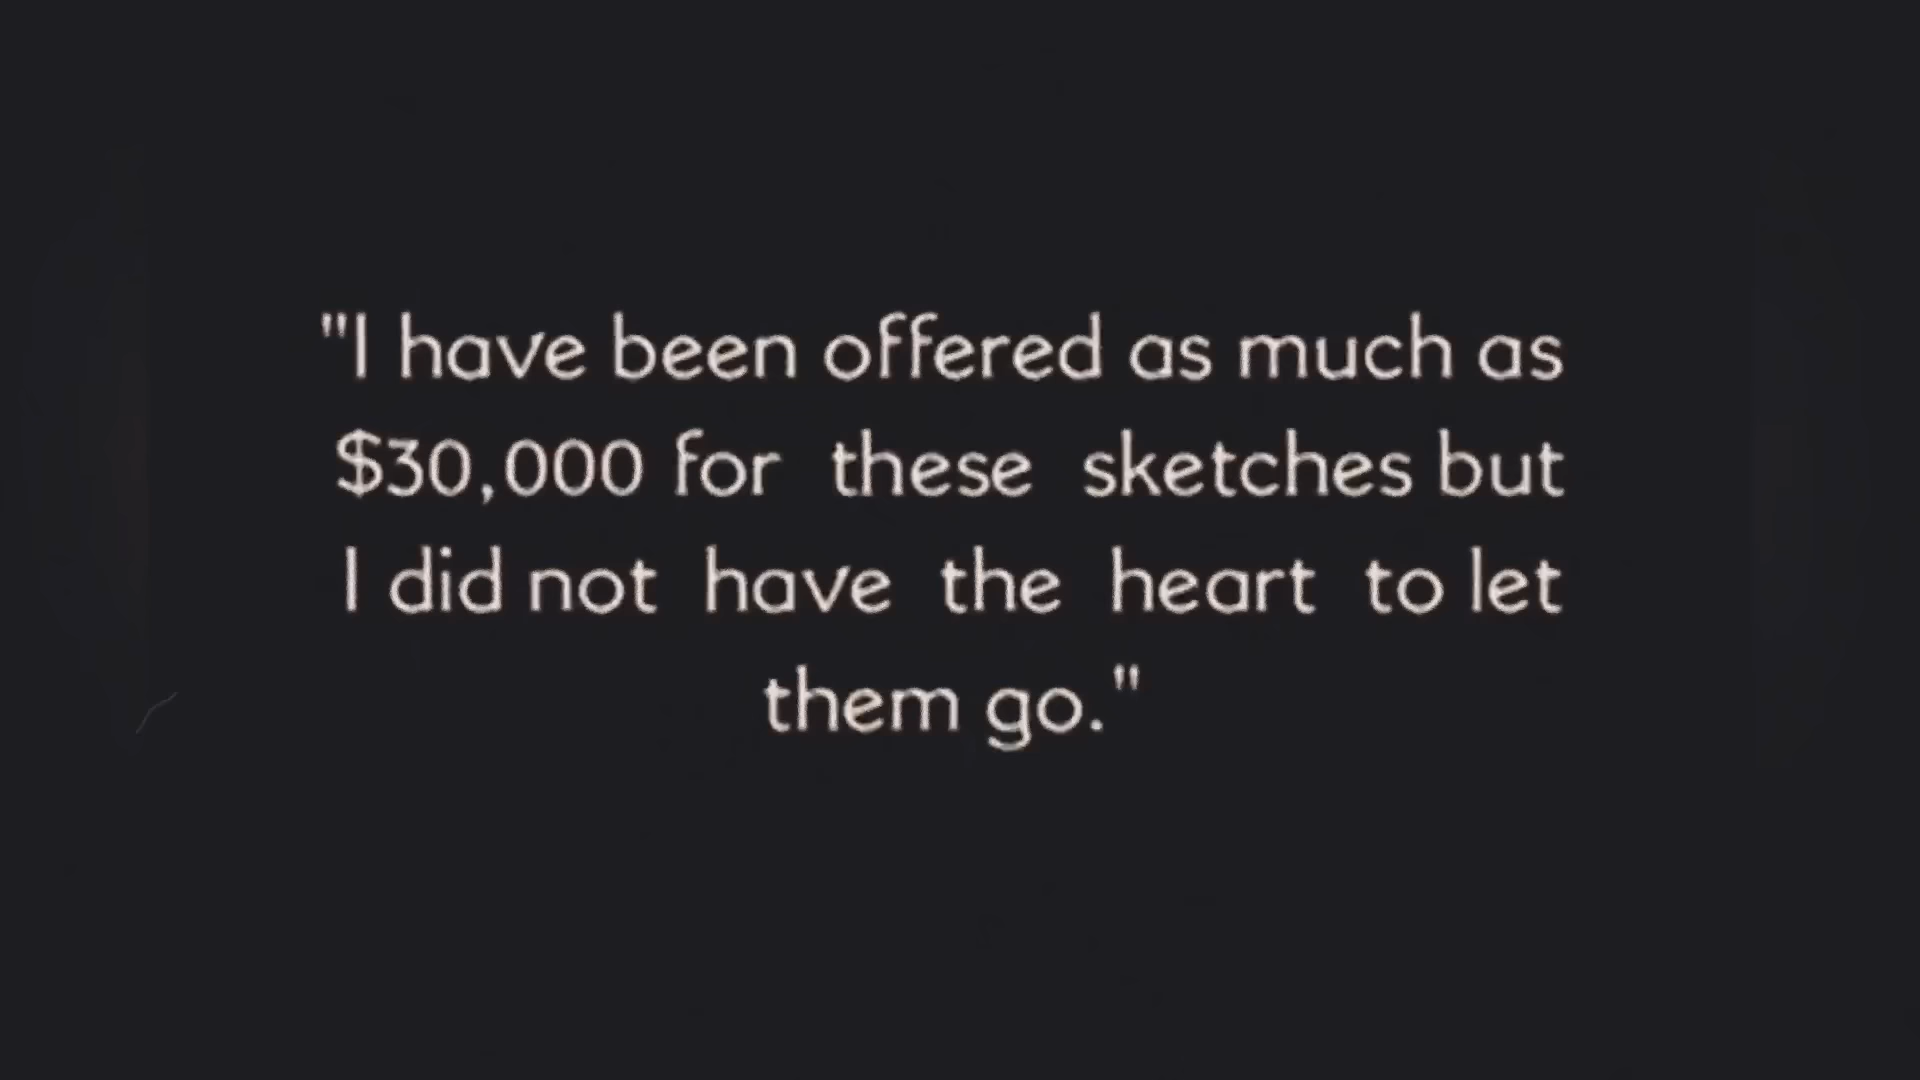 "I have been offered as much as
$30,000 for these sketches but
I did not have the heart to let
them go."